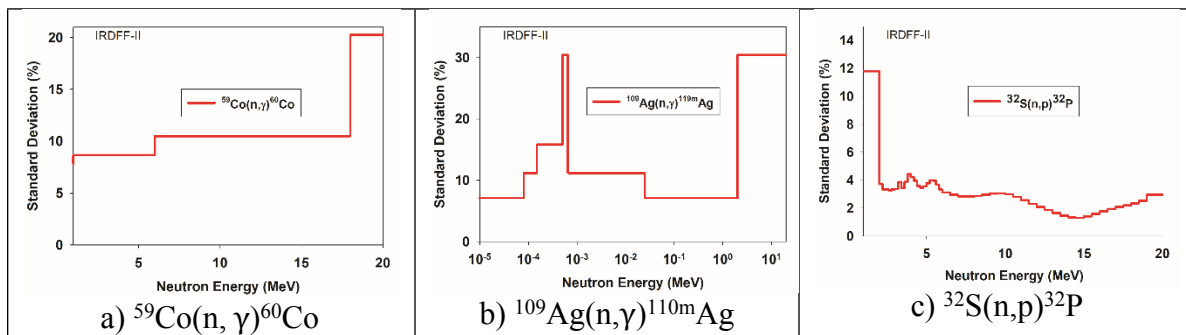 IRDFF-II
Standard Deviation (%)
20
15
10
5
0
⁵⁹Co(n,γ)⁶⁰Co
5
10
15
20
Neutron Energy (MeV)
a) ⁵⁹Co(n, γ)⁶⁰Co
IRDFF-II
Standard Deviation (%)
30
20
10
0
¹⁰⁹Ag(n,γ)¹¹⁹ᵐAg
10⁻⁵
10⁻⁴
10⁻³
10⁻²
10⁻¹
10⁰
10¹
Neutron Energy (MeV)
b) ¹⁰⁹Ag(n,γ)¹¹⁰ᵐAg
IRDFF-II
Standard Deviation (%)
14
12
10
8
6
4
2
0
³²S(n,p)³²P
5
10
15
20
Neutron Energy (MeV)
c) ³²S(n,p)³²P